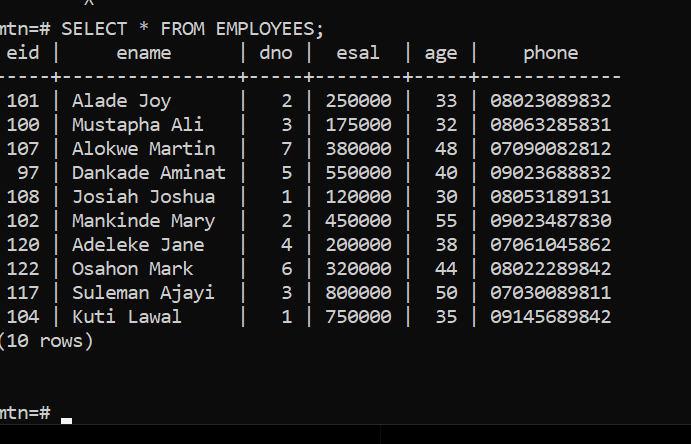 mtn=# SELECT * FROM EMPLOYEES;
 eid |     ename      | dno |  esal  | age |    phone
-----+----------------+-----+--------+-----+-------------
 101 | Alade Joy      |   2 | 250000 |  33 | 08023089832
 100 | Mustapha Ali   |   3 | 175000 |  32 | 08063285831
 107 | Alokwe Martin  |   7 | 380000 |  48 | 07090082812
  97 | Dankade Aminat |   5 | 550000 |  40 | 09023688832
 108 | Josiah Joshua  |   1 | 120000 |  30 | 08053189131
 102 | Mankinde Mary  |   2 | 450000 |  55 | 09023487830
 120 | Adeleke Jane   |   4 | 200000 |  38 | 07061045862
 122 | Osahon Mark    |   6 | 320000 |  44 | 08022289842
 117 | Suleman Ajayi  |   3 | 800000 |  50 | 07030089811
 104 | Kuti Lawal     |   1 | 750000 |  35 | 09145689842
(10 rows)
mtn=#